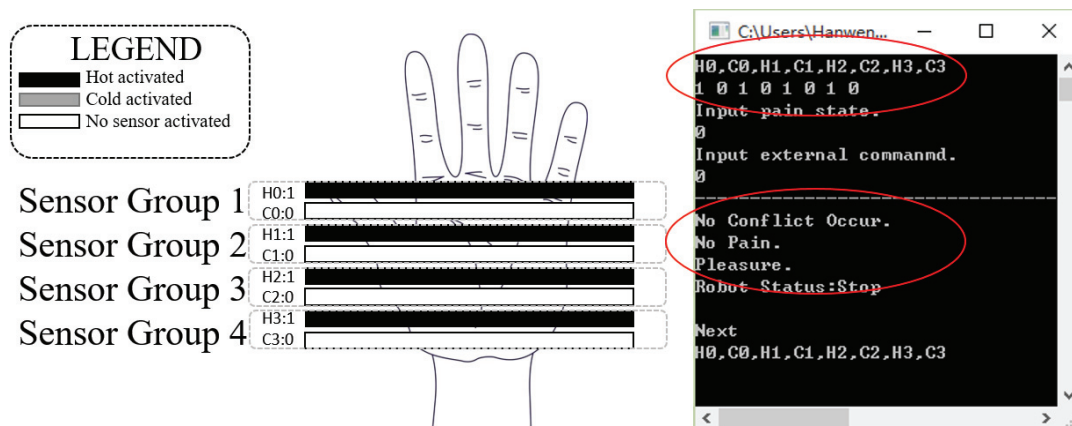 LEGEND
Hot activated
Cold activated
No sensor activated
Sensor Group 1
H0:1
C0:0
Sensor Group 2
H1:1
C1:0
Sensor Group 3
H2:1
C2:0
Sensor Group 4
H3:1
C3:0
C:\Users\Hanwen...
H0,C0,H1,C1,H2,C2,H3,C3
1 0 1 0 1 0 1 0
Input pain state.
0
Input external commanmd.
0
No Conflict Occur.
No Pain.
Pleasure.
Robot Status:Stop
Next
H0,C0,H1,C1,H2,C2,H3,C3